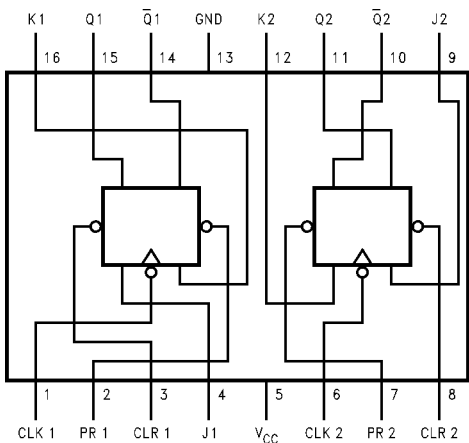 K1 Q1 Q̅1 GND K2 Q2 Q̅2 J2
16 15 14 13 12 11 10 9
1 2 3 4 5 6 7 8
CLK 1 PR 1 CLR 1 J1 VCC CLK 2 PR 2 CLR 2